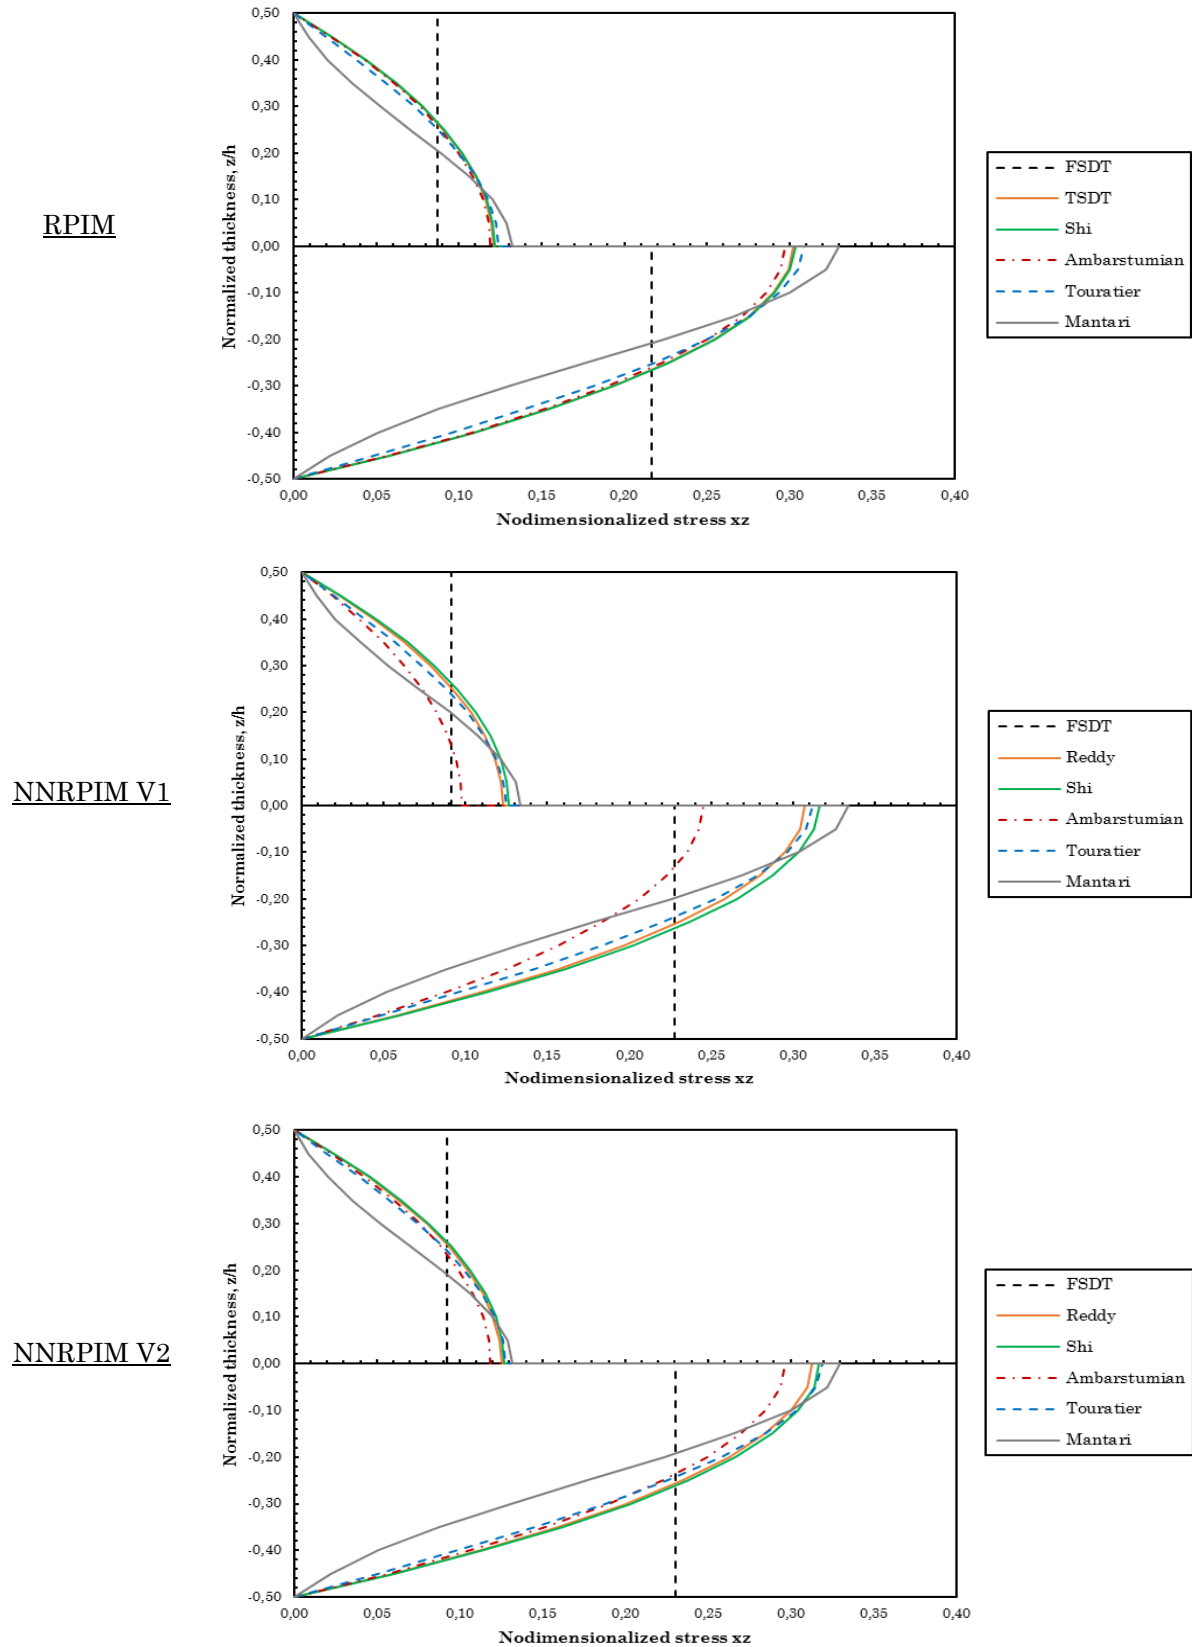 RPIM
Normalized thickness, z/h
0,50
0,40
0,30
0,20
0,10
0,00
-0,10
-0,20
-0,30
-0,40
-0,50
0,00 0,05 0,10 0,15 0,20 0,25 0,30 0,35 0,40
Nodimensionalized stress xz
FSDT
TSDT
Shi
Ambarstumian
Touratier
Mantari
NNRPIM V1
Normalized thickness, z/h
0,50
0,40
0,30
0,20
0,10
0,00
-0,10
-0,20
-0,30
-0,40
-0,50
0,00 0,05 0,10 0,15 0,20 0,25 0,30 0,35 0,40
Nodimensionalized stress xz
FSDT
Reddy
Shi
Ambarstumian
Touratier
Mantari
NNRPIM V2
Normalized thickness, z/h
0,50
0,40
0,30
0,20
0,10
0,00
-0,10
-0,20
-0,30
-0,40
-0,50
0,00 0,05 0,10 0,15 0,20 0,25 0,30 0,35 0,40
Nodimensionalized stress xz
FSDT
Reddy
Shi
Ambarstumian
Touratier
Mantari